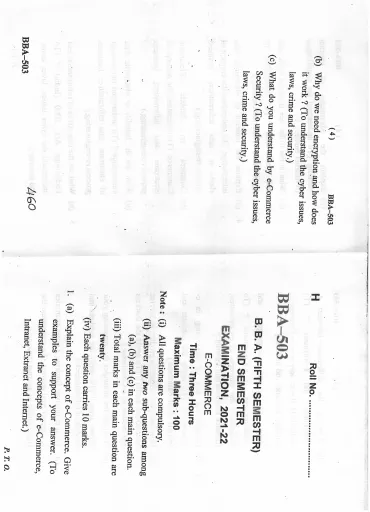 (4)
BBA–503
(b) Why do we need encryption and how does
it work ? (To understand the cyber issues,
laws, crime and security.)
(c) What do you understand by e-Commerce
Security ? (To understand the cyber issues,
laws, crime and security.)
BBA–503
460
H
Roll No. ..............................
BBA–503
B. B. A. (FIFTH SEMESTER)
END SEMESTER
EXAMINATION, 2021-22
E-COMMERCE
Time : Three Hours
Maximum Marks : 100
Note : (i) All questions are compulsory.
(ii) Answer any two sub-questions among
(a), (b) and (c) in each main question.
(iii) Total marks in each main question are
twenty.
(iv) Each question carries 10 marks.
1. (a) Explain the concept of e-Commerce. Give
examples to support your answer. (To
understand the concepts of e-Commerce,
Intranet, Extranet and Internet.)
P. T. O.